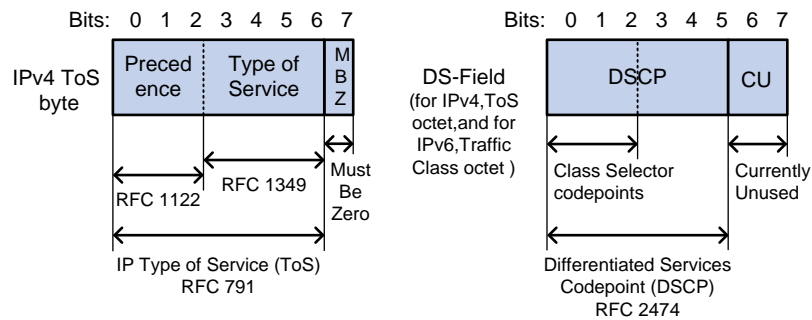 Bits: 0 1 2 3 4 5 6 7
IPv4 ToS
byte
Preced
ence
Type of
Service
M
B
Z
RFC 1122
RFC 1349
Must
Be
Zero
IP Type of Service (ToS)
RFC 791
Bits: 0 1 2 3 4 5 6 7
DS-Field
(for IPv4,ToS
octet,and for
IPv6,Traffic
Class octet )
DSCP
CU
Class Selector
codepoints
Currently
Unused
Differentiated Services
Codepoint (DSCP)
RFC 2474